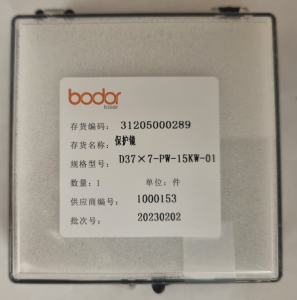 bodor
laser
存货编码: 31205000289
存货名称: 保护镜
规格型号: D37×7-PW-15KW-01
数量: 1 单位: 件
供应商编号: 1000153
批次号: 20230202